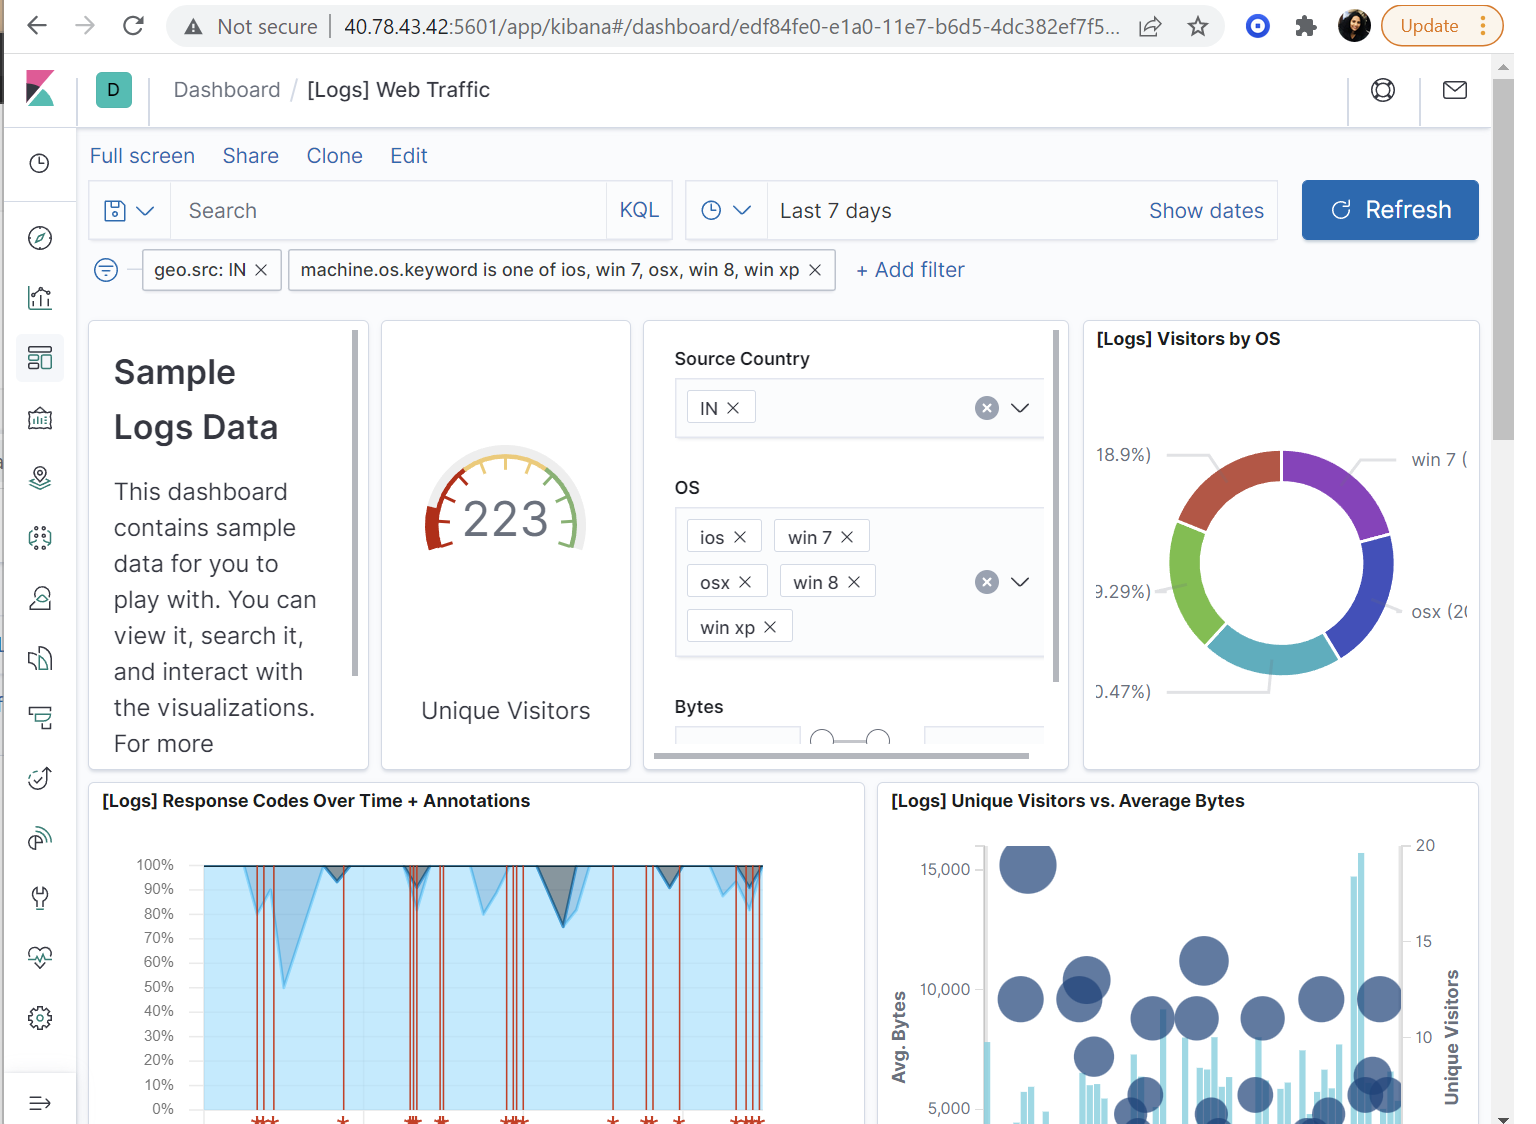 Not secure
40.78.43.42:5601/app/kibana#/dashboard/edf84fe0-e1a0-11e7-b6d5-4dc382ef7f5...
Update
D
Dashboard / [Logs] Web Traffic
Full screen Share Clone Edit
Search KQL Last 7 days Show dates Refresh
geo.src: IN × machine.os.keyword is one of ios, win 7, osx, win 8, win xp × + Add filter
Sample
Logs Data
This dashboard
contains sample
data for you to
play with. You can
view it, search it,
and interact with
the visualizations.
For more
223
Unique Visitors
Source Country
IN ×
OS
ios × win 7 ×
osx × win 8 ×
win xp ×
Bytes
[Logs] Visitors by OS
18.9%)
win 7 (
9.29%)
osx (20
0.47%)
[Logs] Response Codes Over Time + Annotations
100%
90%
80%
70%
60%
50%
40%
30%
20%
10%
0%
[Logs] Unique Visitors vs. Average Bytes
15,000
10,000
5,000
Avg. Bytes
20
15
10
Unique Visitors